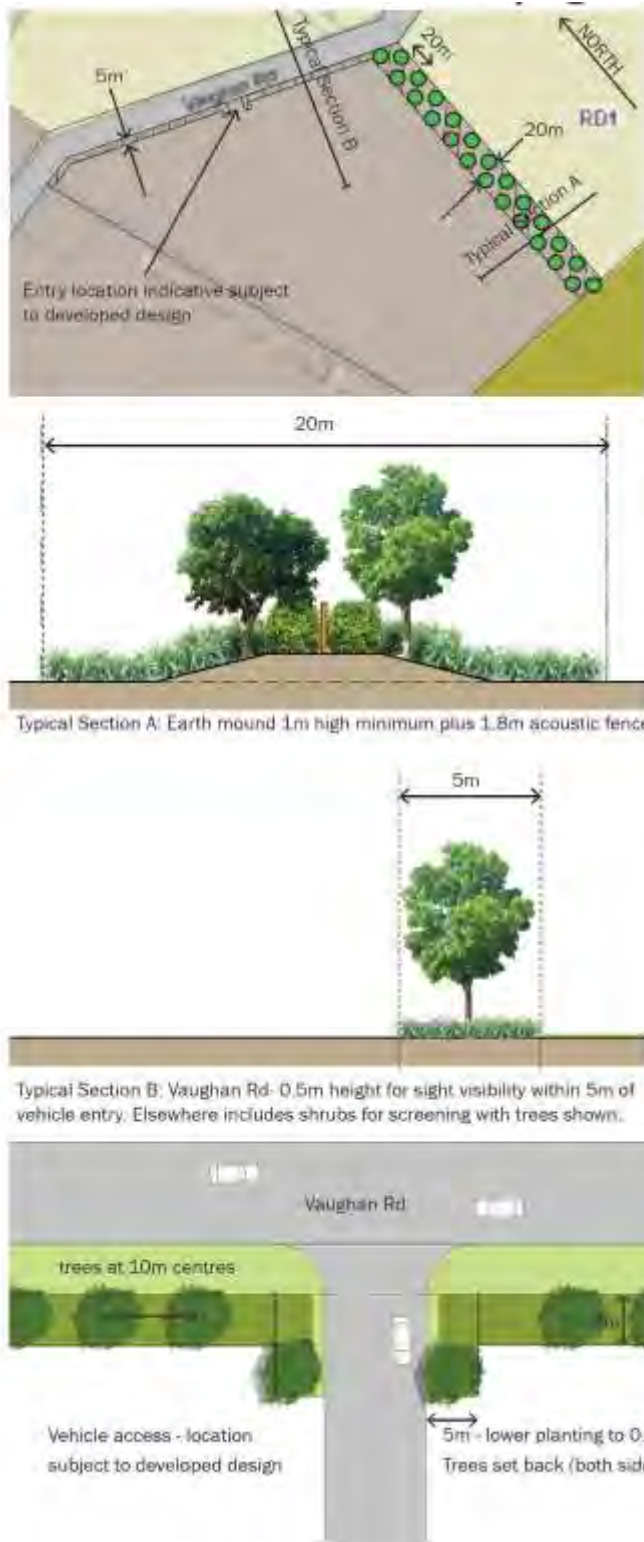 5m
Vaughan Rd
Typical Section B
20m
NORTH
RD1
20m
Typical Section A
Entry location indicative subject
to developed design
20m
Typical Section A: Earth mound 1m high minimum plus 1.8m acoustic fence
5m
Typical Section B: Vaughan Rd- 0.5m height for sight visibility within 5m of
vehicle entry. Elsewhere includes shrubs for screening with trees shown.
Vaughan Rd
trees at 10m centres
Vehicle access - location
subject to developed design
5m - lower planting to 0.
Trees set back (both